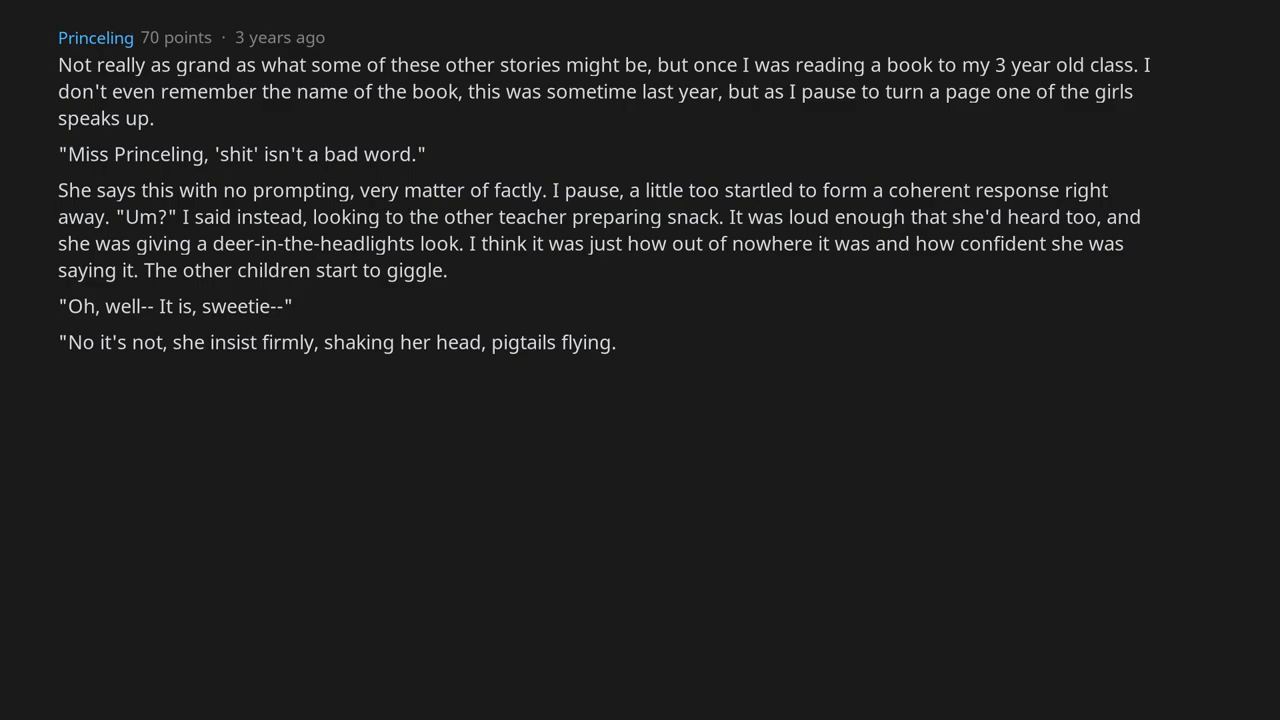 Princeling 70 points · 3 years ago
Not really as grand as what some of these other stories might be, but once I was reading a book to my 3 year old class. I
don't even remember the name of the book, this was sometime last year, but as I pause to turn a page one of the girls
speaks up.
"Miss Princeling, 'shit' isn't a bad word."
She says this with no prompting, very matter of factly. I pause, a little too startled to form a coherent response right
away. "Um?" I said instead, looking to the other teacher preparing snack. It was loud enough that she'd heard too, and
she was giving a deer-in-the-headlights look. I think it was just how out of nowhere it was and how confident she was
saying it. The other children start to giggle.
"Oh, well-- It is, sweetie--"
"No it's not, she insist firmly, shaking her head, pigtails flying.